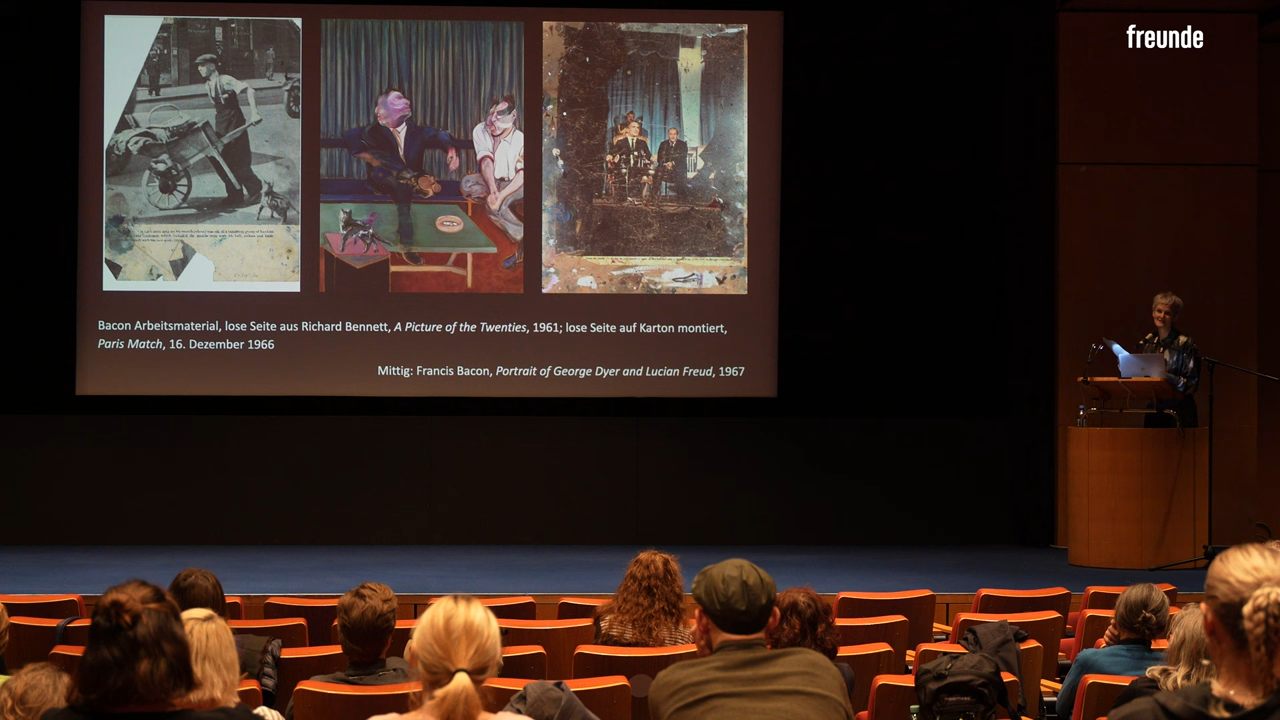 freunde
Bacon Arbeitsmaterial, lose Seite aus Richard Bennett, A Picture of the Twenties, 1961; lose Seite auf Karton montiert,
Paris Match, 16. Dezember 1966
Mittig: Francis Bacon, Portrait of George Dyer and Lucian Freud, 1967